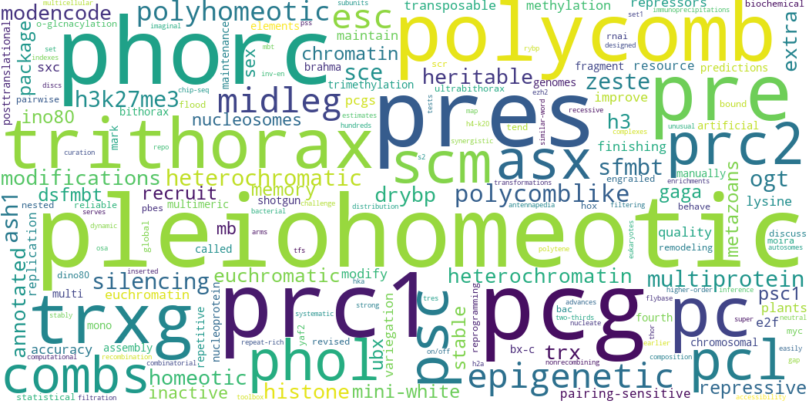 modencode
polyhomeotic
esc
transposable
methylation
repressors
biochemical
multicellular
o-glcnacylation
imaginal
pss
subunits
set1
immunoprecipitations
posttranslational
package
phorc
maintenance
sex
elements
maintain
mbt
polycomb
rybp
rnai
designed
extra
set
indexes
chromatin
brahma
inv-en
scr
fragment
resource
predictions
sxc
pairwise
discs
chip-seq
trimethylation
sce
heritable
genomes
ezh2
zeste
h3k27me3
midleg
pcgs
flood
ultrabithorax
improve
bound
artificial
ino80
bithorax
size
map
h4-k20
tests
recessive
similar-word
h3
pre
complexes
unusual
mark
nucleosomes
estimates
hundreds
pres
tend
finishing
prc2
trithorax
curation
repo
s2
synergistic
engrailed
scm
asx
sfmbt
manually
modifications
heterochromatic
transformations
ogt
metazoans
dsfmbt
recruit
memory
drybp
polycomblike
gaga
lysine
nested
reliable
shotgun
bacterial
challenge
antennapedia
hox
filtering
behave
ash1
serves
pbes
multimeric
distribution
pleiohomeotic
eukaryotes
quality
discuss
replication
dynamic
global
mb
called
arms
remodeling
moira
osa
tfs
polytene
autosomes
annotated
dino80
inserted
hka
euchromatic
modify
heterochromatin
multiprotein
silencing
multi
euchromatin
nucleoprotein
prc1
strong
tres
psc
reprogramming
pcg
advances
higher-order
inference
flybase
pc
psc1
plants
trxg
stably
mono
repetitive
systematic
variegation
stable
bac
two-thirds
fourth
super
e2f
neutral
accuracy
assembly
repeat-rich
yaf2
revised
ubx
on/off
trx
bx-c
nucleate
thor
earlier
chromosomal
myc
computational
recombination
combinatorial
phol
h2a
nonrecombining
composition
easily
gap
combs
homeotic
epigenetic
pcl
statistical
filtration
inactive
toolbox
histone
mini-white
pairing-sensitive
repressive
accessibility